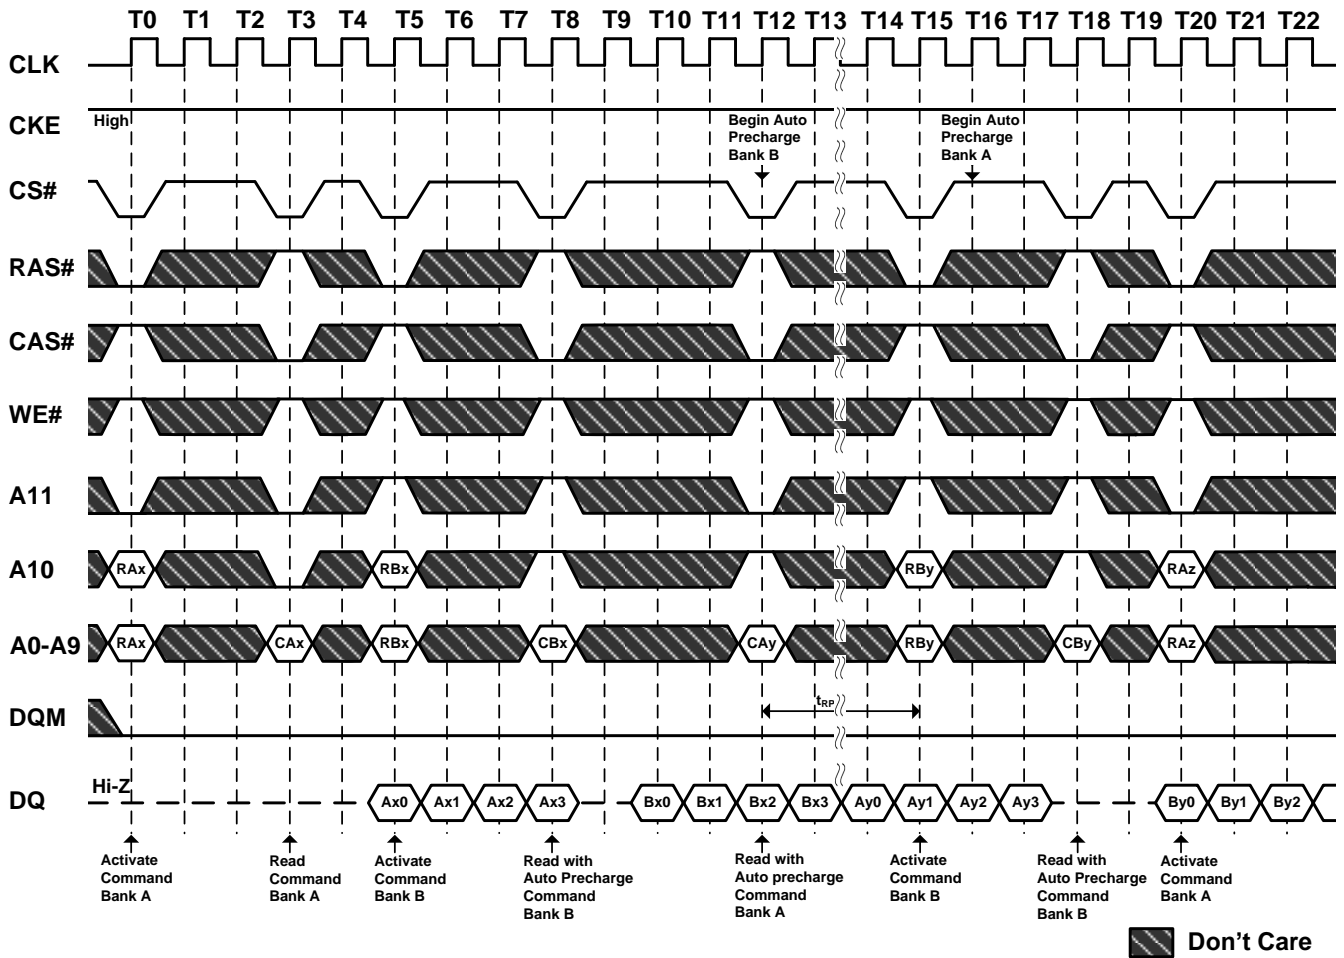 T0 T1 T2 T3 T4 T5 T6 T7 T8 T9 T10 T11 T12 T13 T14 T15 T16 T17 T18 T19 T20 T21 T22
CLK
CKE
High
Begin Auto
Precharge
Bank B
Begin Auto
Precharge
Bank A
CS#
RAS#
CAS#
WE#
A11
A10
RAx RBx RBy RAz
A0-A9
RAx CAx RBx CBx CAy RBy CBy RAz
DQM
tRP
DQ
Hi-Z
Ax0 Ax1 Ax2 Ax3 Bx0 Bx1 Bx2 Bx3 Ay0 Ay1 Ay2 Ay3 By0 By1 By2
Activate
Command
Bank A
Read
Command
Bank A
Activate
Command
Bank B
Read with
Auto Precharge
Command
Bank B
Read with
Auto precharge
Command
Bank A
Activate
Command
Bank B
Read with
Auto Precharge
Command
Bank B
Activate
Command
Bank A
Don't Care